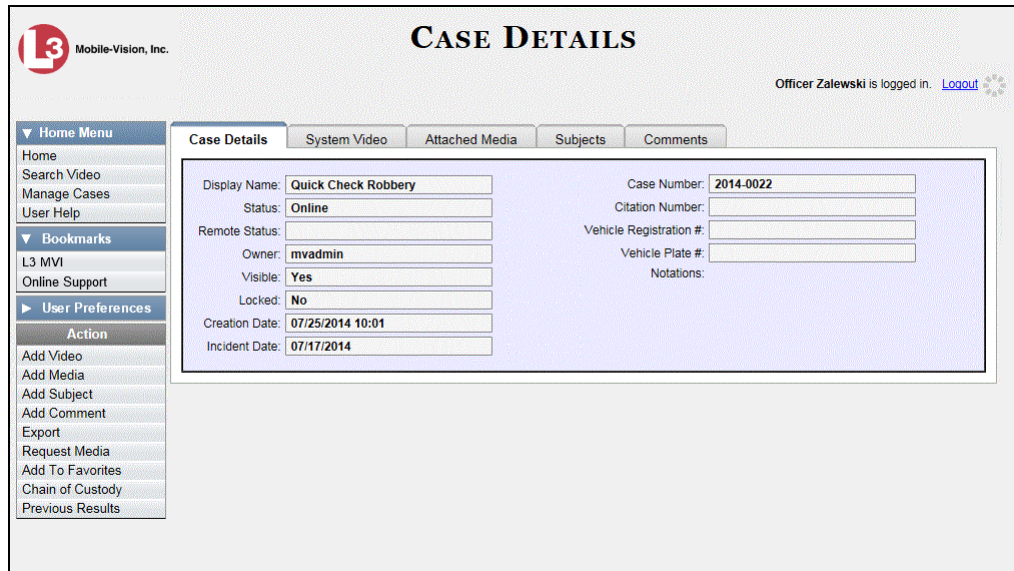 L3 Mobile-Vision, Inc.
CASE DETAILS
Officer Zalewski is logged in. Logout
▼ Home Menu
Home
Search Video
Manage Cases
User Help
▼ Bookmarks
L3 MVI
Online Support
▶ User Preferences
Action
Add Video
Add Media
Add Subject
Add Comment
Export
Request Media
Add To Favorites
Chain of Custody
Previous Results
Case Details System Video Attached Media Subjects Comments
Display Name: Quick Check Robbery
Status: Online
Remote Status:
Owner: mvadmin
Visible: Yes
Locked: No
Creation Date: 07/25/2014 10:01
Incident Date: 07/17/2014
Case Number: 2014-0022
Citation Number:
Vehicle Registration #:
Vehicle Plate #:
Notations: